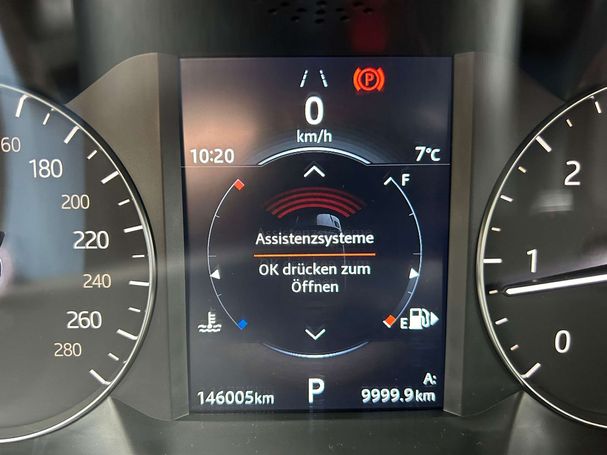 (P)
0
km/h
10:20
7°C
F
Assistenzsysteme
OK drücken zum
Öffnen
E
146005km
P
A:
9999.9 km
60
180
200
220
240
260
280
2
1
0